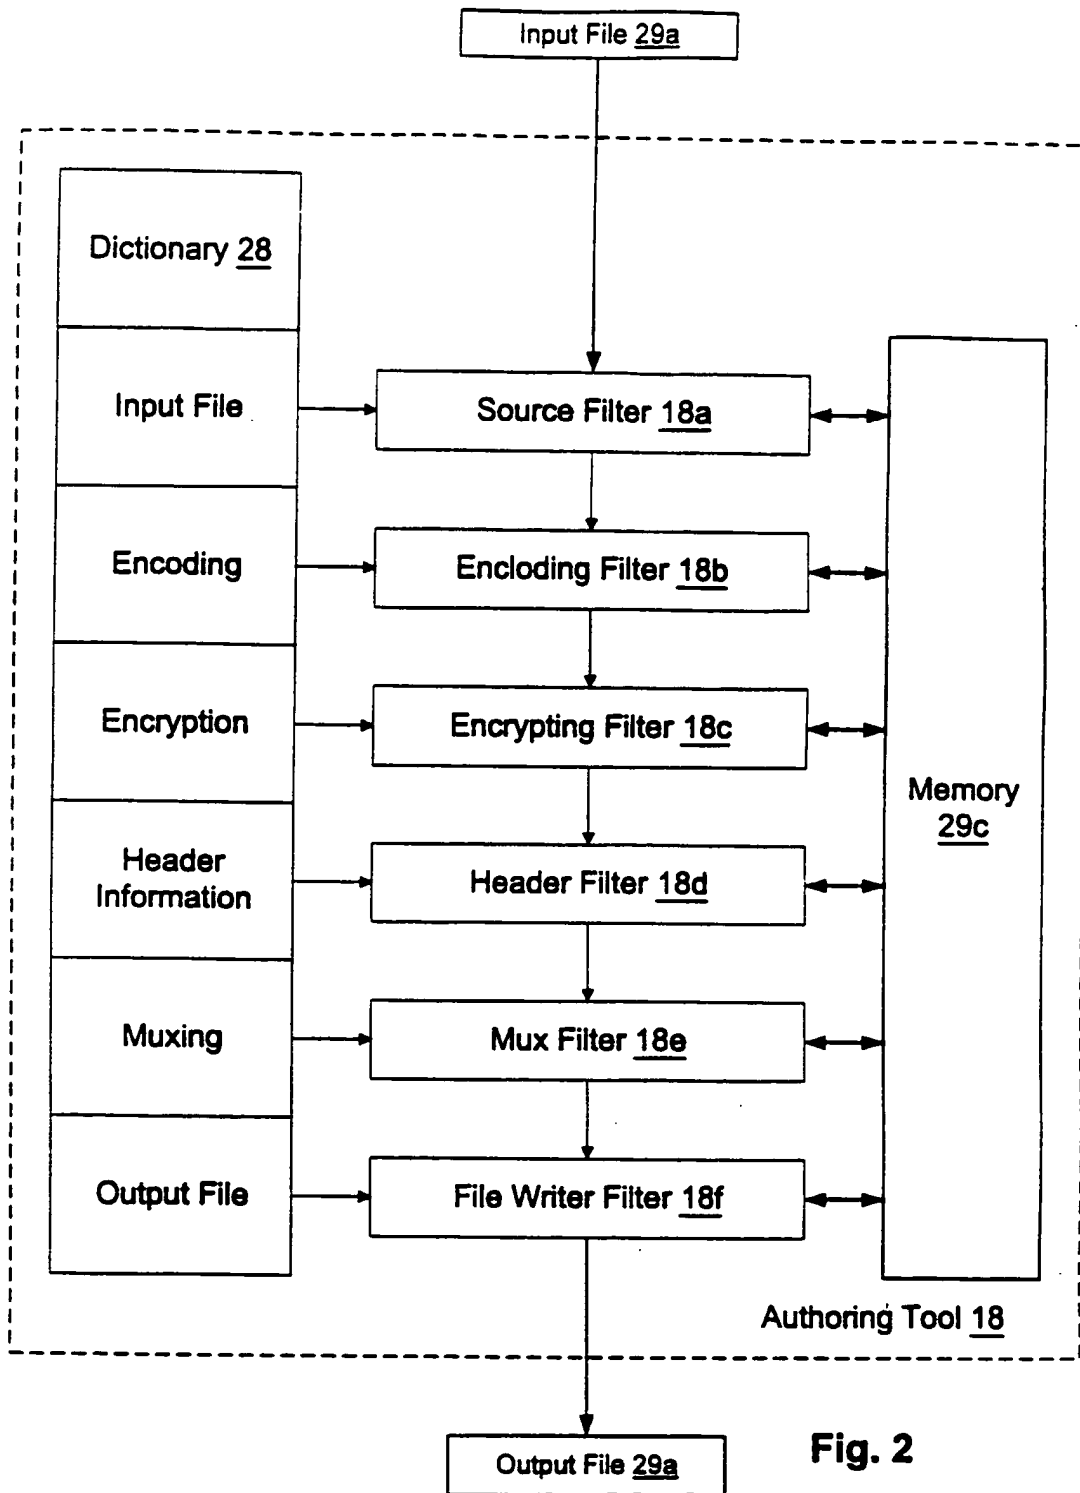 Input File 29a
Dictionary 28
Input File
Source Filter 18a
Encoding
Encloding Filter 18b
Encryption
Encrypting Filter 18c
Memory
29c
Header
Information
Header Filter 18d
Muxing
Mux Filter 18e
Output File
File Writer Filter 18f
Authoring Tool 18
Output File 29a
Fig. 2